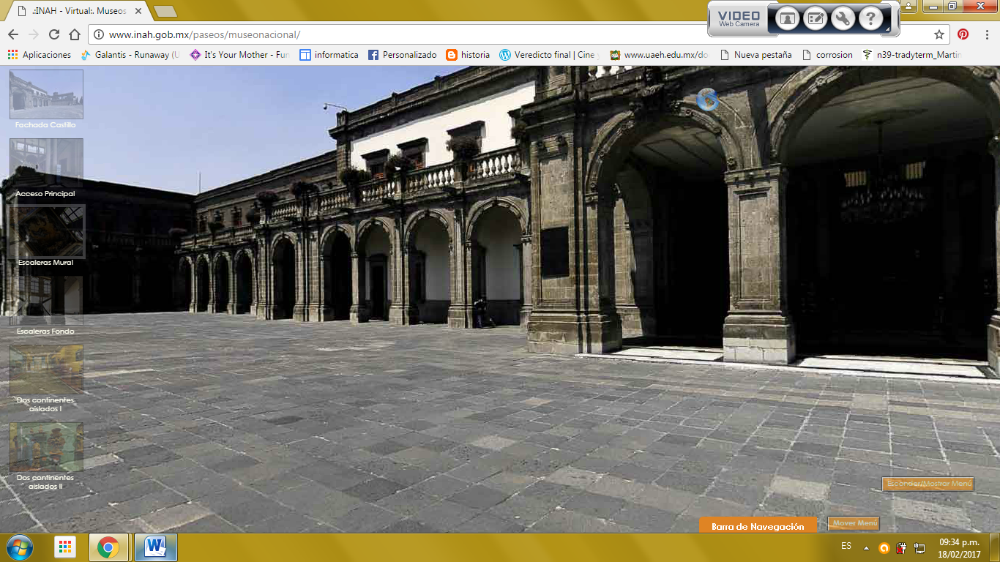 .:INAH - Virtual:. Museos
VIDEO
Web Camera
www.inah.gob.mx/paseos/museonacional/
Aplicaciones
Galantis - Runaway (U
It's Your Mother - Fun
informatica
Personalizado
historia
Veredicto final | Cine y
www.uaeh.edu.mx/do
Nueva pestaña
corrosion
n39-tradyterm_Martin
Fachada Castillo
Acceso Principal
Escaleras Mural
Escaleras Fondo
Dos continentes
aislados I
Dos continentes
aislados II
Esconder/Mostrar Menú
Barra de Navegación
Mover Menú
ES
09:34 p.m.
18/02/2017